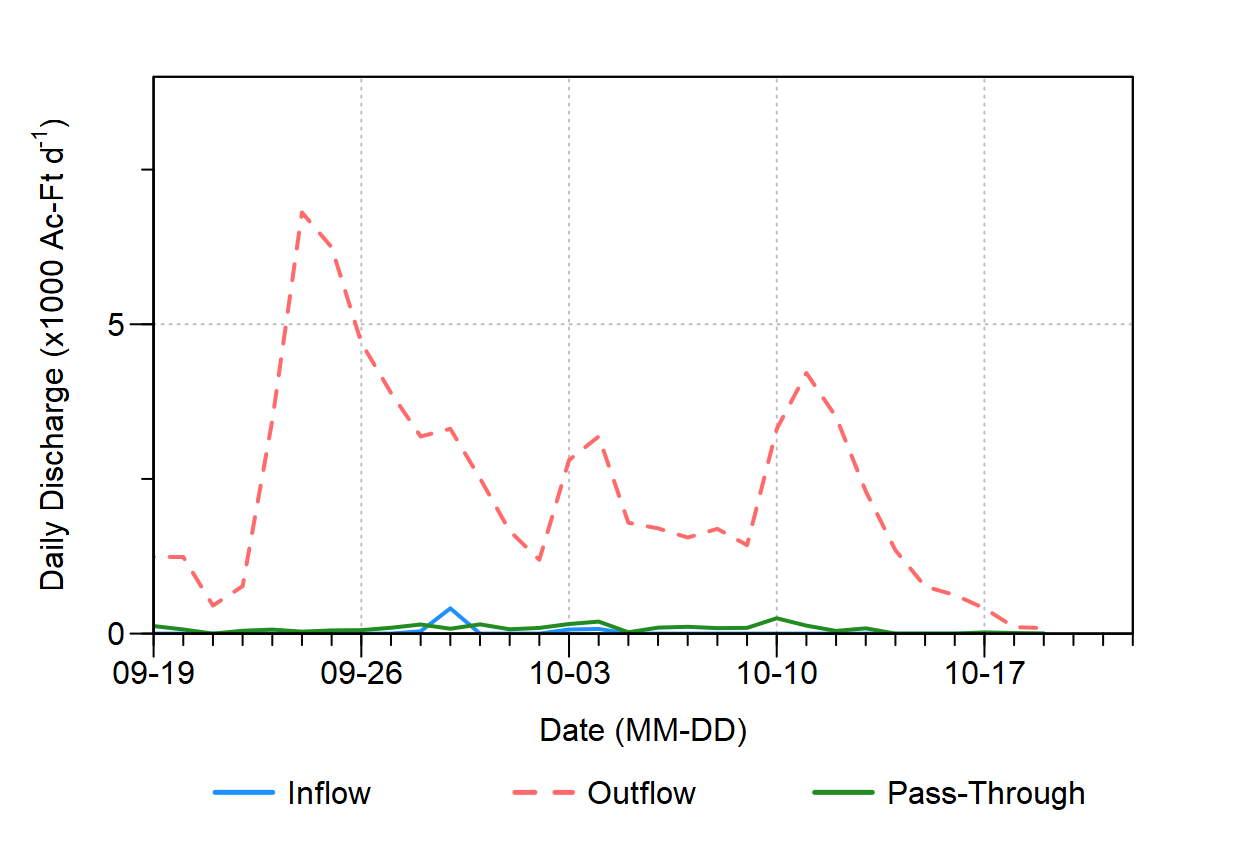 Daily Discharge (x1000 Ac-Ft d-1)
5
0
09-19 09-26 10-03 10-10 10-17
Date (MM-DD)
Inflow Outflow Pass-Through